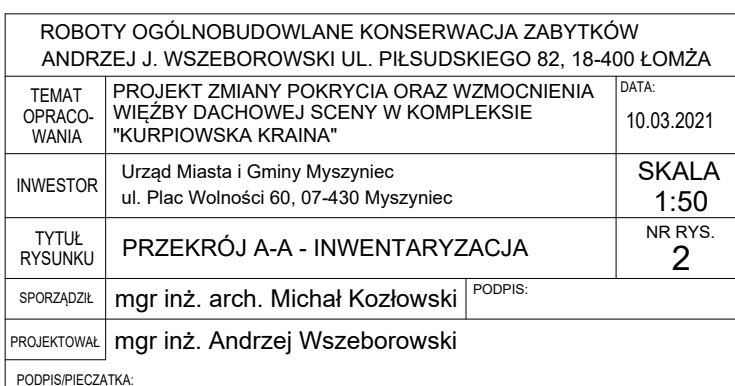 ROBOTY OGÓLNOBUDOWLANE KONSERWACJA ZABYTKÓW
ANDRZEJ J. WSZEBOROWSKI UL. PIŁSUDSKIEGO 82, 18-400 ŁOMŻA
TEMAT
OPRACO-
WANIA
PROJEKT ZMIANY POKRYCIA ORAZ WZMOCNIENIA
WIĘŹBY DACHOWEJ SCENY W KOMPLEKSIE
"KURPIOWSKA KRAINA"
DATA:
10.03.2021
INWESTOR
Urząd Miasta i Gminy Myszyniec
ul. Plac Wolności 60, 07-430 Myszyniec
SKALA
1:50
TYTUŁ
RYSUNKU
PRZEKRÓJ A-A - INWENTARYZACJA
NR RYS.
2
SPORZĄDZIŁ
mgr inż. arch. Michał Kozłowski
PODPIS:
PROJEKTOWAŁ
mgr inż. Andrzej Wszeborowski
PODPIS/PIECZATKA: